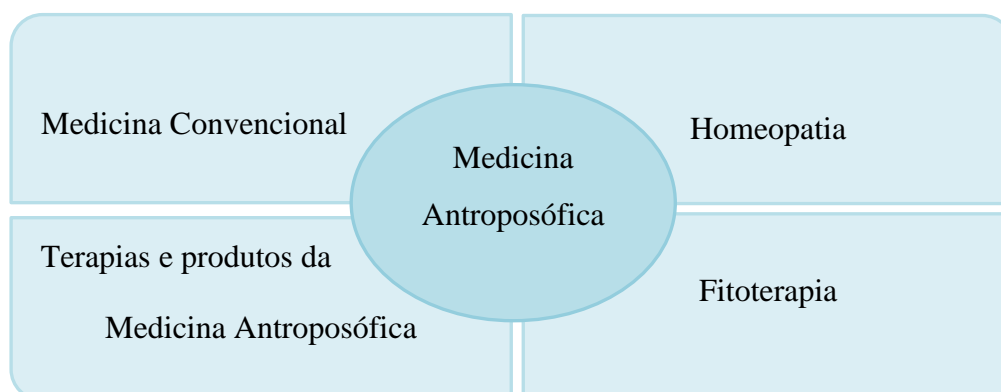 Medicina Convencional
Homeopatia
Medicina
Antroposófica
Terapias e produtos da
Medicina Antroposófica
Fitoterapia